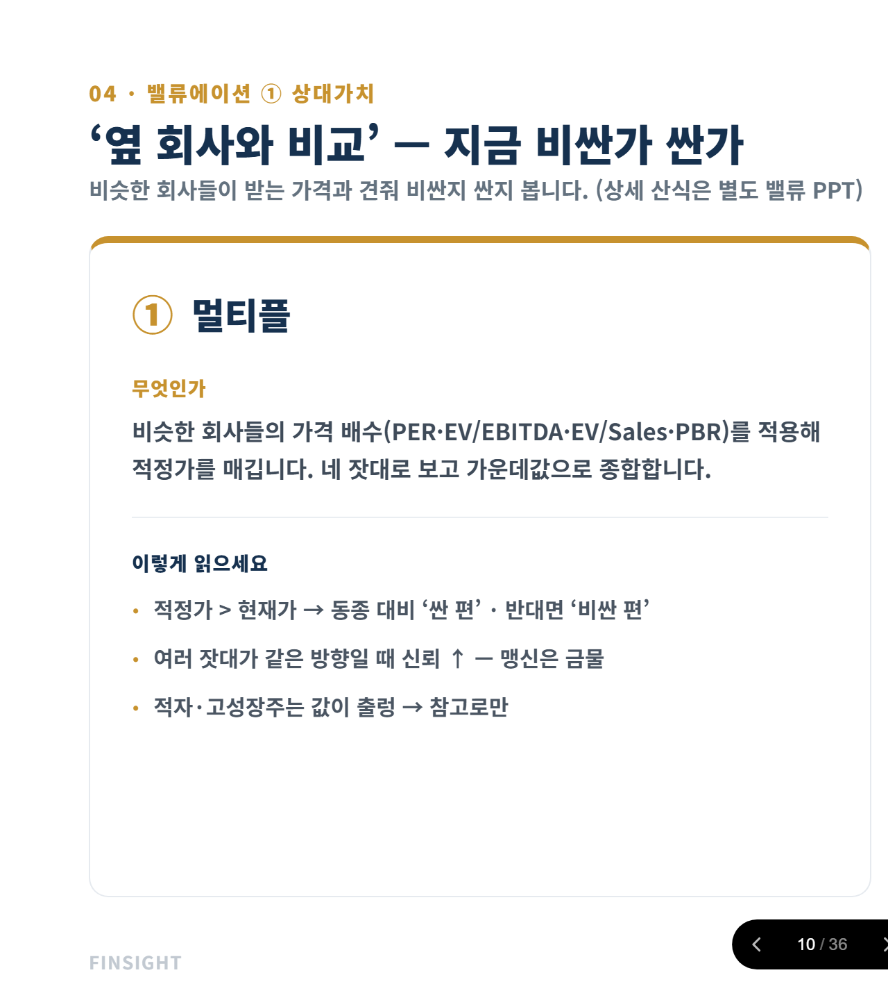 04 · 밸류에이션 ① 상대가치
‘옆 회사와 비교’ — 지금 비싼가 싼가
비슷한 회사들이 받는 가격과 견줘 비싼지 싼지 봅니다. (상세 산식은 별도 밸류 PPT)
① 멀티플
무엇인가
비슷한 회사들의 가격 배수(PER·EV/EBITDA·EV/Sales·PBR)를 적용해
적정가를 매깁니다. 네 잣대로 보고 가운데값으로 종합합니다.
이렇게 읽으세요
• 적정가 > 현재가 → 동종 대비 ‘싼 편’ · 반대면 ‘비싼 편’
• 여러 잣대가 같은 방향일 때 신뢰 ↑ — 맹신은 금물
• 적자·고성장주는 값이 출렁 → 참고로만
10 / 36
FINSIGHT